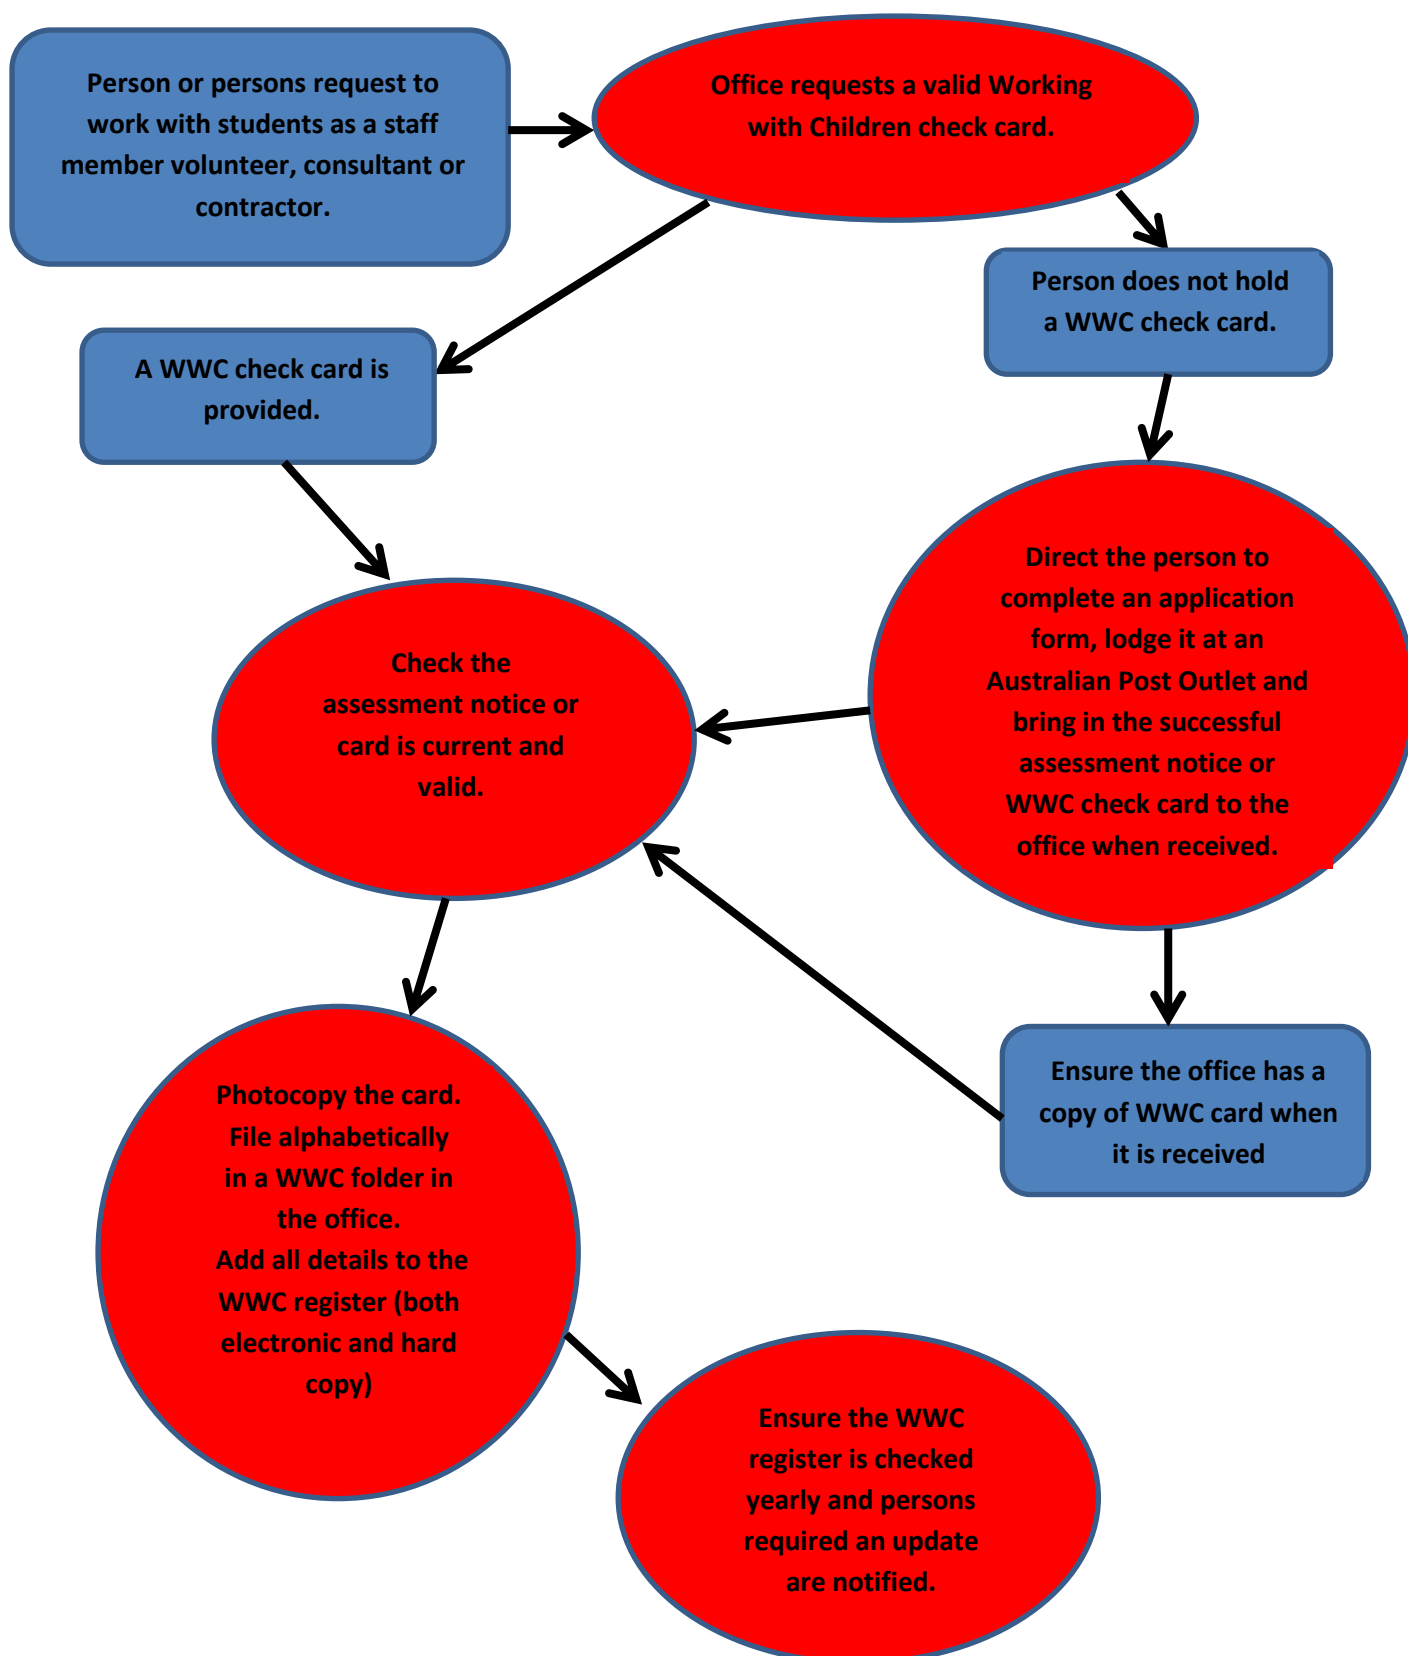 Person or persons request to
work with students as a staff
member volunteer, consultant or
contractor.
Office requests a valid Working
with Children check card.
Person does not hold
a WWC check card.
A WWC check card is
provided.
Direct the person to
complete an application
form, lodge it at an
Australian Post Outlet and
bring in the successful
assessment notice or
WWC check card to the
office when received.
Check the
assessment notice or
card is current and
valid.
Ensure the office has a
copy of WWC card when
it is received
Photocopy the card.
File alphabetically
in a WWC folder in
the office.
Add all details to the
WWC register (both
electronic and hard
copy)
Ensure the WWC
register is checked
yearly and persons
required an update
are notified.